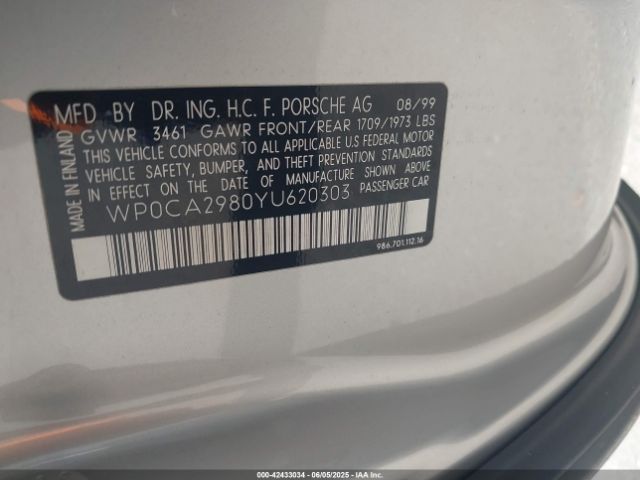 MFD BY DR. ING. H.C. F. PORSCHE AG 08/99
GVWR 3461 GAWR FRONT/REAR 1709/1973 LBS
THIS VEHICLE CONFORMS TO ALL APPLICABLE U.S FEDERAL MOTOR
VEHICLE SAFETY, BUMPER, AND THEFT PREVENTION STANDARDS
IN EFFECT ON THE DATE OF MANUFACTURE SHOWN ABOVE
WP0CA2980YU620303 PASSENGER CAR
MADE IN FINLAND
986.701.112.16
000-42433034 | 06/05/2025 - IAA Inc.